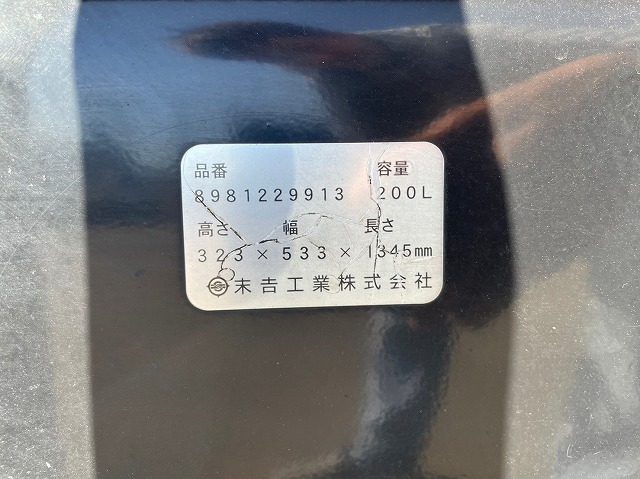 品番 容量
8981229913 200L
高さ 幅 長さ
323×533×1345mm
末吉工業株式会社